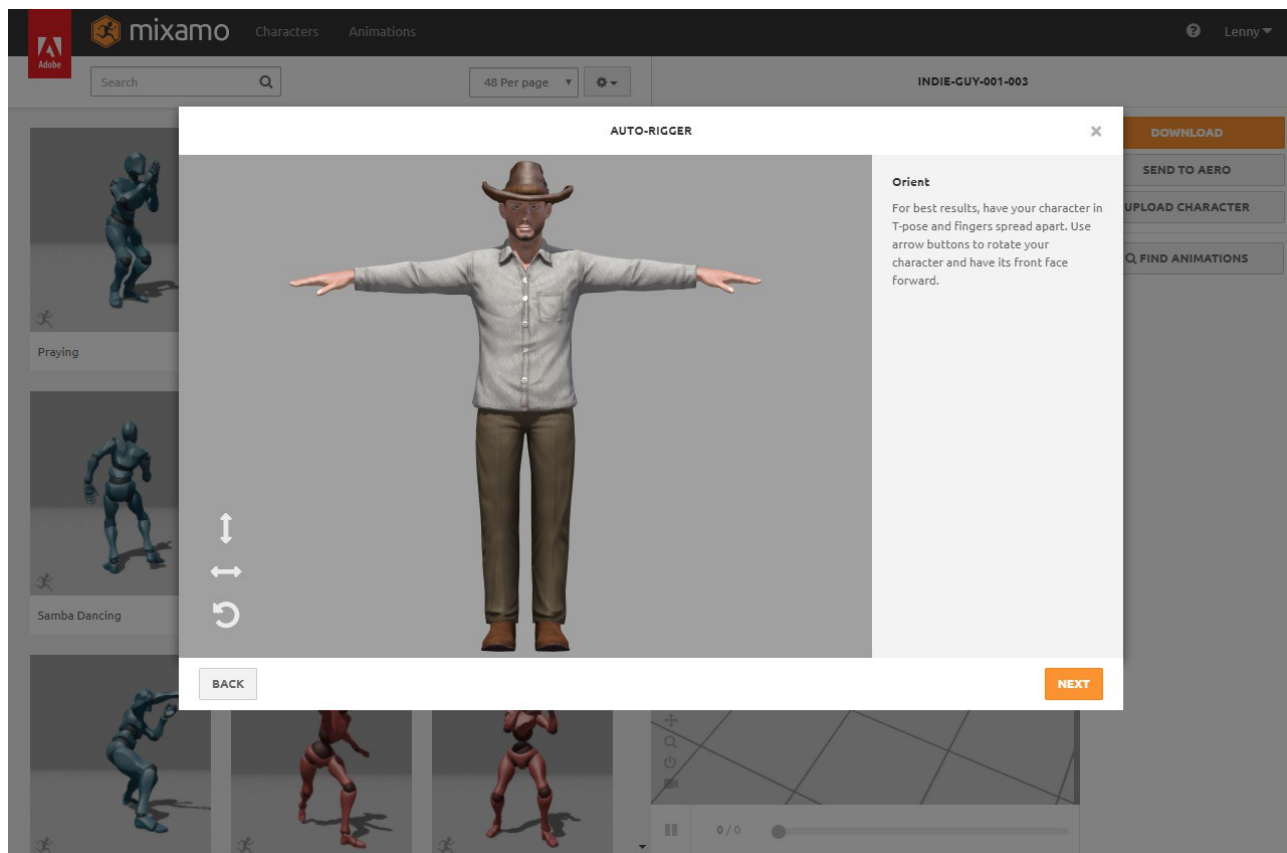 Adobe
mixamo
Characters
Animations
Lenny
Search
48 Per page
INDIE-GUY-001-003
AUTO-RIGGER
DOWNLOAD
SEND TO AERO
UPLOAD CHARACTER
FIND ANIMATIONS
Orient
For best results, have your character in
T-pose and fingers spread apart. Use
arrow buttons to rotate your
character and have its front face
forward.
Praying
Samba Dancing
BACK
NEXT
0 / 0